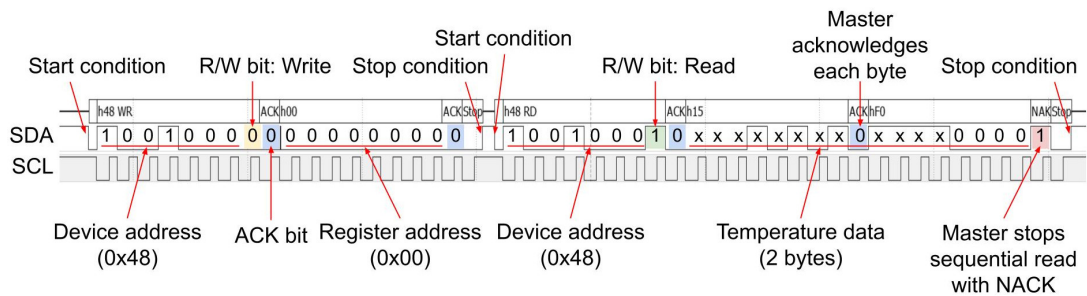 Start condition
R/W bit: Write
Stop condition
Start condition
R/W bit: Read
Master
acknowledges
each byte
Stop condition
h48 WR ACK h00 ACK Stop h48 RD ACK h15 ACK hF0 NAK Stop
SDA 1 0 0 1 0 0 0 0 0 0 0 0 0 0 0 0 0 0 1 0 0 1 0 0 0 1 0 x x x x x x x x 0 x x x x 0 0 0 0 1
SCL
Device address
(0x48)
ACK bit
Register address
(0x00)
Device address
(0x48)
Temperature data
(2 bytes)
Master stops
sequential read
with NACK